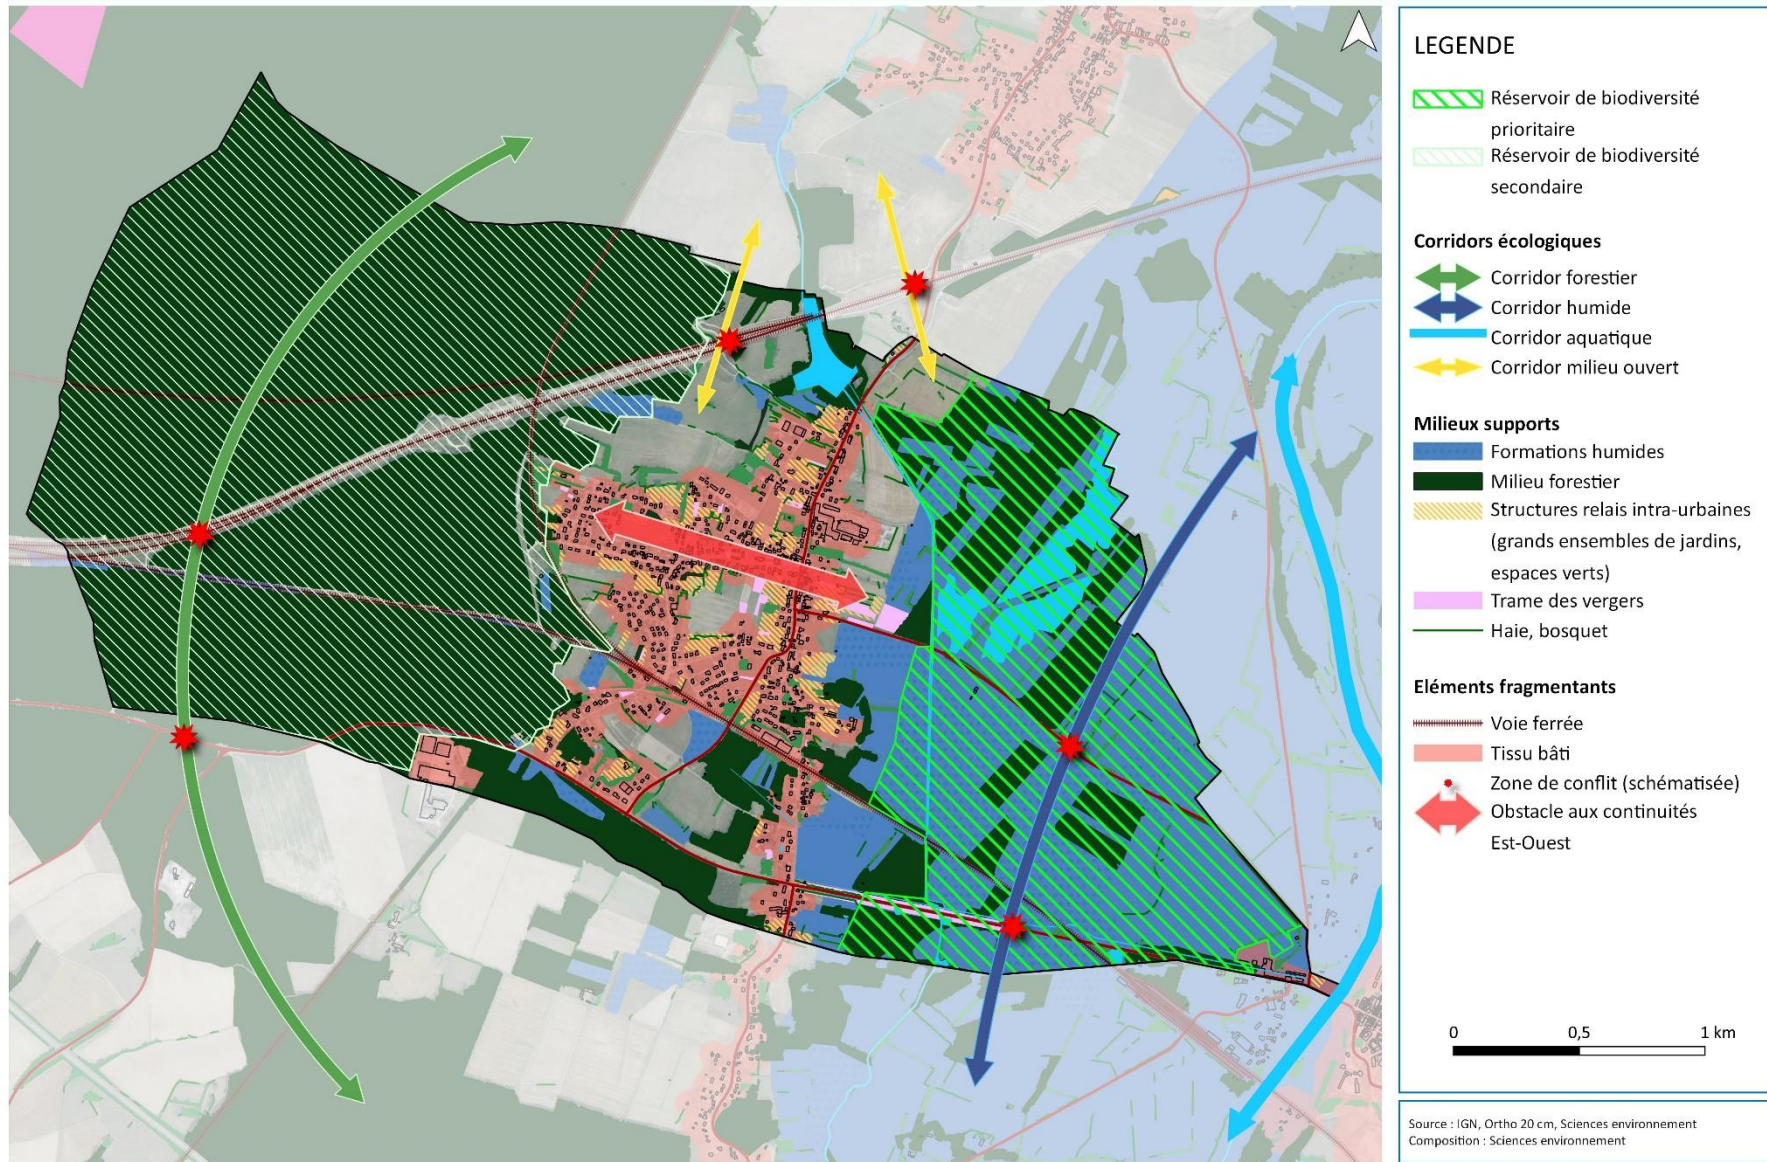 LEGENDE
Réservoir de biodiversité
prioritaire
Réservoir de biodiversité
secondaire
Corridors écologiques
Corridor forestier
Corridor humide
Corridor aquatique
Corridor milieu ouvert
Milieux supports
Formations humides
Milieu forestier
Structures relais intra-urbaines
(grands ensembles de jardins,
espaces verts)
Trame des vergers
Haie, bosquet
Eléments fragmentants
Voie ferrée
Tissu bâti
Zone de conflit (schématisée)
Obstacle aux continuités
Est-Ouest
0 0,5 1 km
Source : IGN, Ortho 20 cm, Sciences environnement
Composition : Sciences environnement